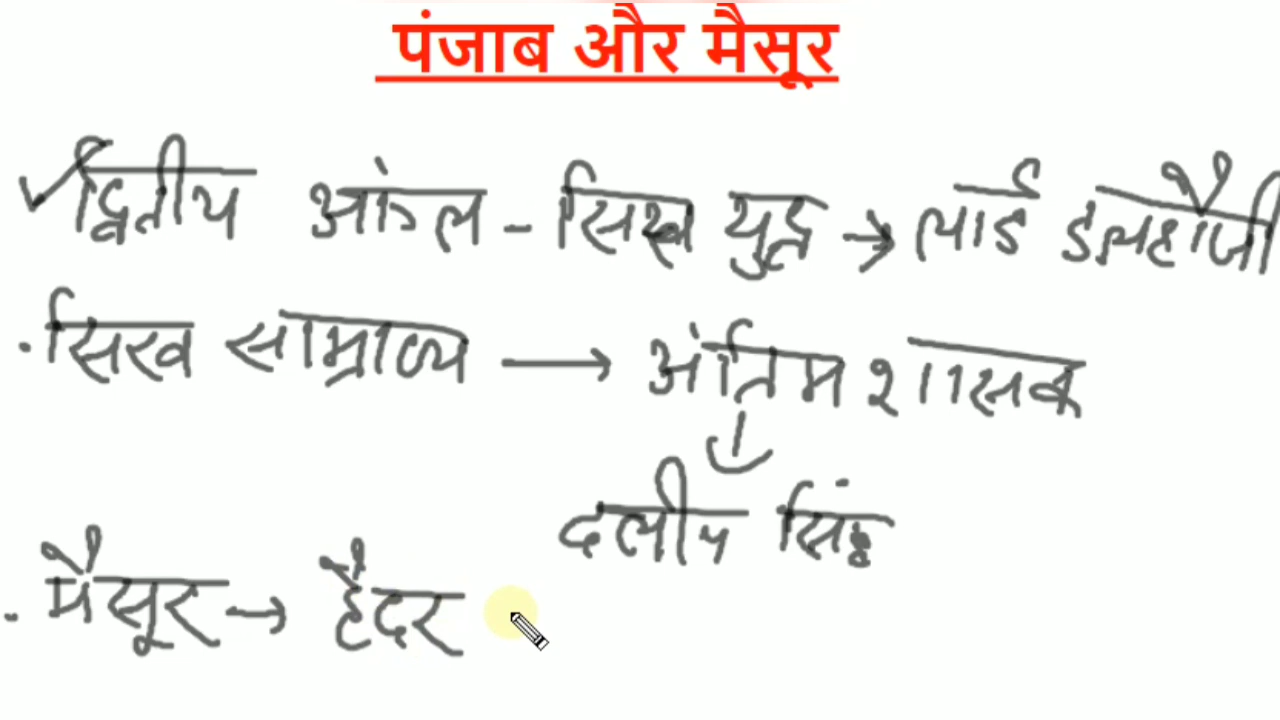 पंजाब और मैसूर
द्वितीय आंग्ल - सिख युद्ध → लार्ड डलहौजी
. सिख साम्राज्य → अंतिम शासक
↓
दलीप सिंह
. मैसूर → हैदर